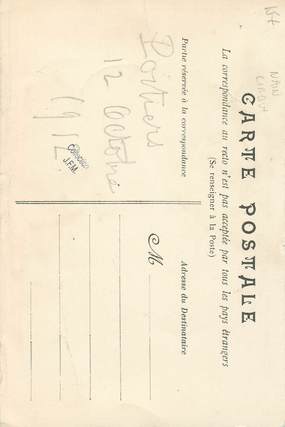 CARTE POSTALE
La correspondance au recto n'est pas acceptée par tous les pays étrangers
(Se renseigner à la Poste)
Partie réservée à la correspondance
Adresse du Destinataire
Poitiers
12 Octobre
1912
M
J.F.M.